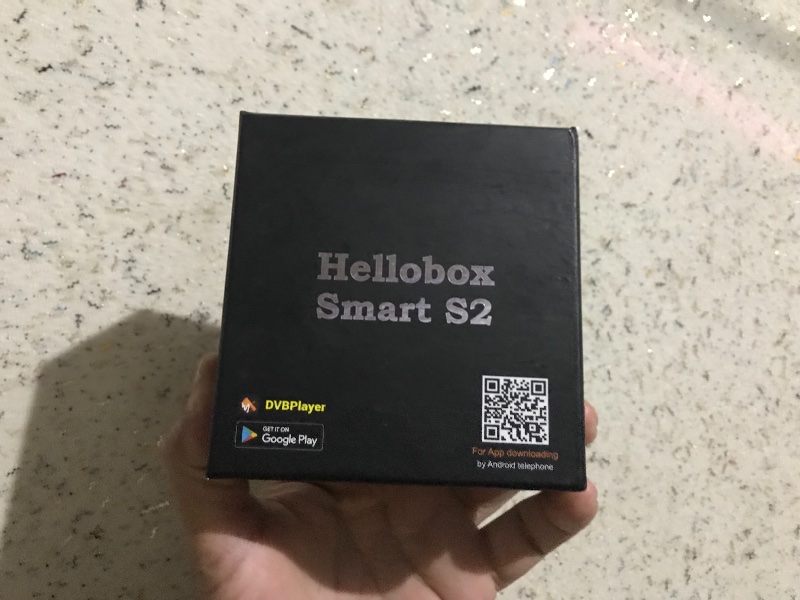 Hellobox
Smart S2
DVBPlayer
GET IT ON
Google Play
For App downloading
by Android telephone